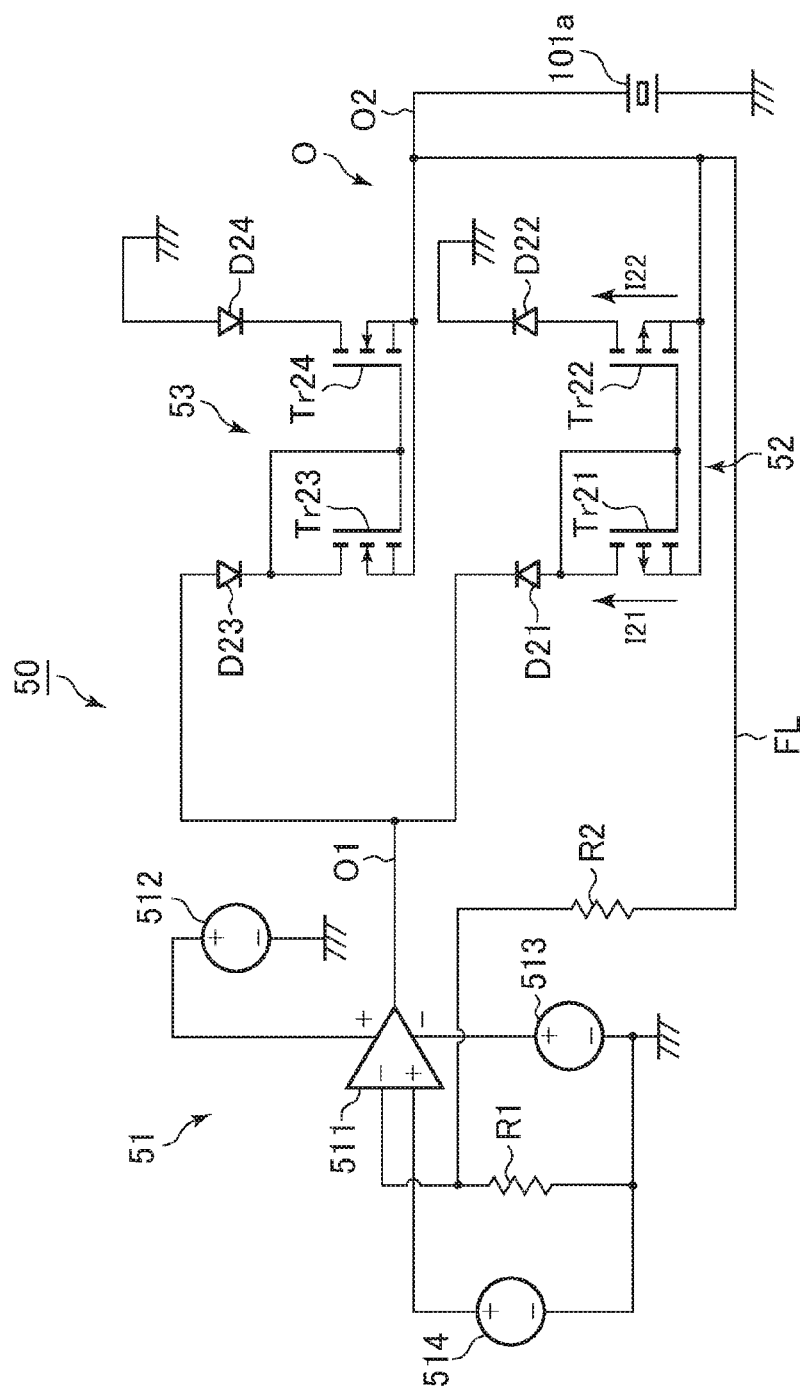 50
51
512
511
+
−
−
+
+
−
O1
514
+
−
R1
513
+
−
R2
FL
53
D23
Tr23
Tr24
D24
O
O2
101a
D21
I21
Tr21
Tr22
D22
I22
52